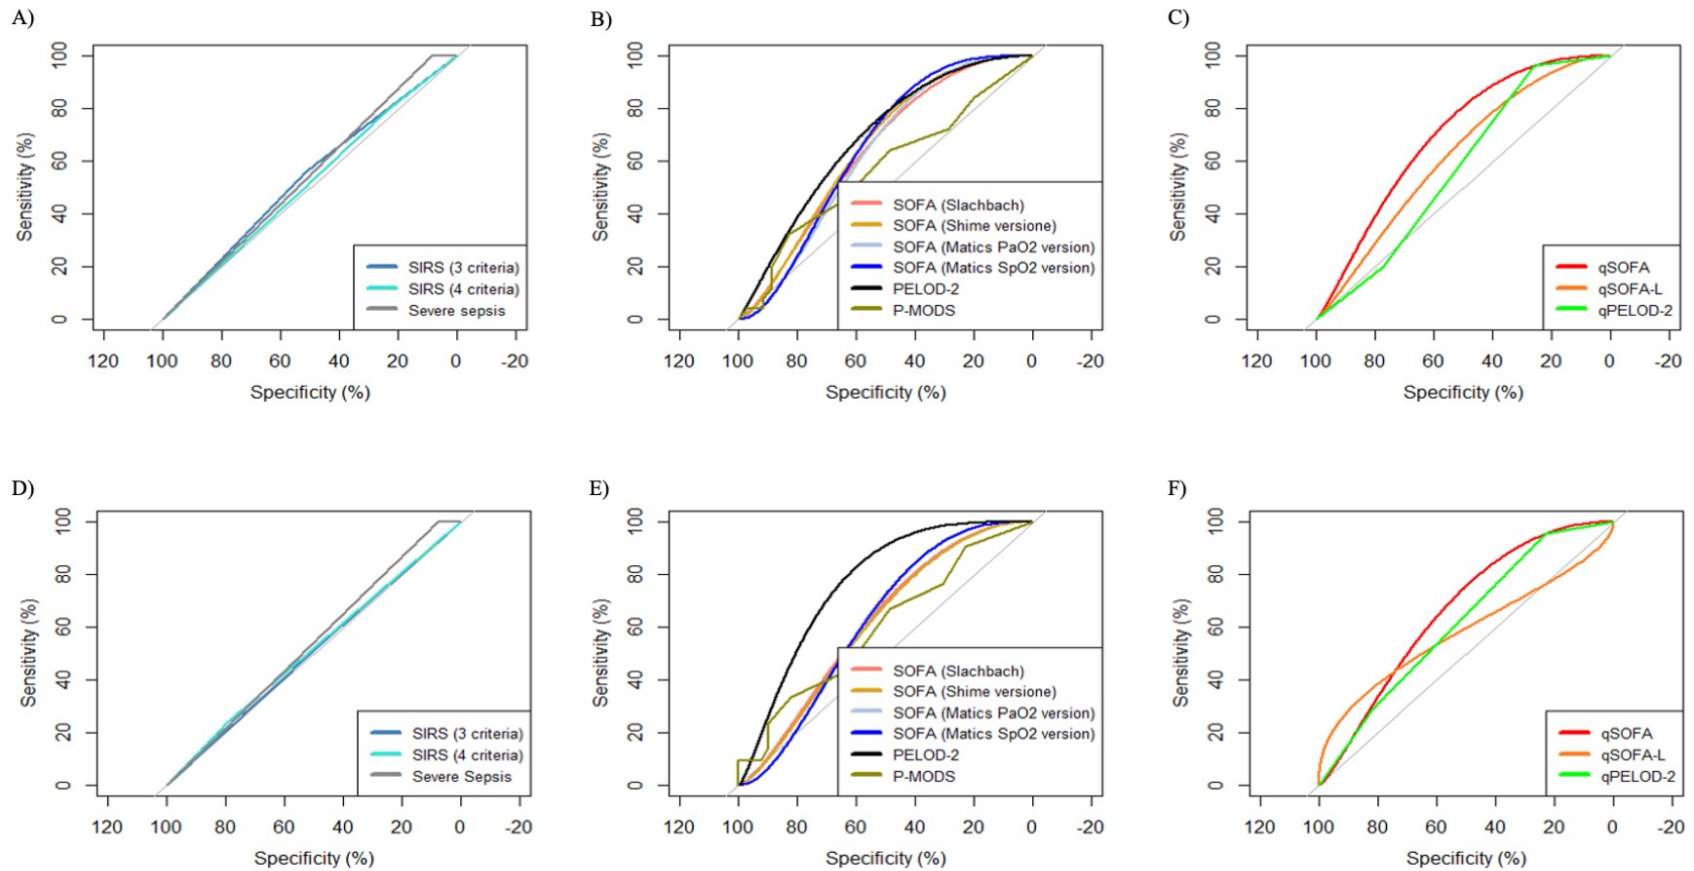 A)
Sensitivity (%)
0 20 40 60 80 100
SIRS (3 criteria)
SIRS (4 criteria)
Severe sepsis
120 100 80 60 40 20 0 -20
Specificity (%)
B)
Sensitivity (%)
0 20 40 60 80 100
SOFA (Slachbach)
SOFA (Shime versione)
SOFA (Matics PaO2 version)
SOFA (Matics SpO2 version)
PELOD-2
P-MODS
120 100 80 60 40 20 0 -20
Specificity (%)
C)
Sensitivity (%)
0 20 40 60 80 100
qSOFA
qSOFA-L
qPELOD-2
120 100 80 60 40 20 0 -20
Specificity (%)
D)
Sensitivity (%)
0 20 40 60 80 100
SIRS (3 criteria)
SIRS (4 criteria)
Severe Sepsis
120 100 80 60 40 20 0 -20
Specificity (%)
E)
Sensitivity (%)
0 20 40 60 80 100
SOFA (Slachbach)
SOFA (Shime versione)
SOFA (Matics PaO2 version)
SOFA (Matics SpO2 version)
PELOD-2
P-MODS
120 100 80 60 40 20 0 -20
Specificity (%)
F)
Sensitivity (%)
0 20 40 60 80 100
qSOFA
qSOFA-L
qPELOD-2
120 100 80 60 40 20 0 -20
Specificity (%)